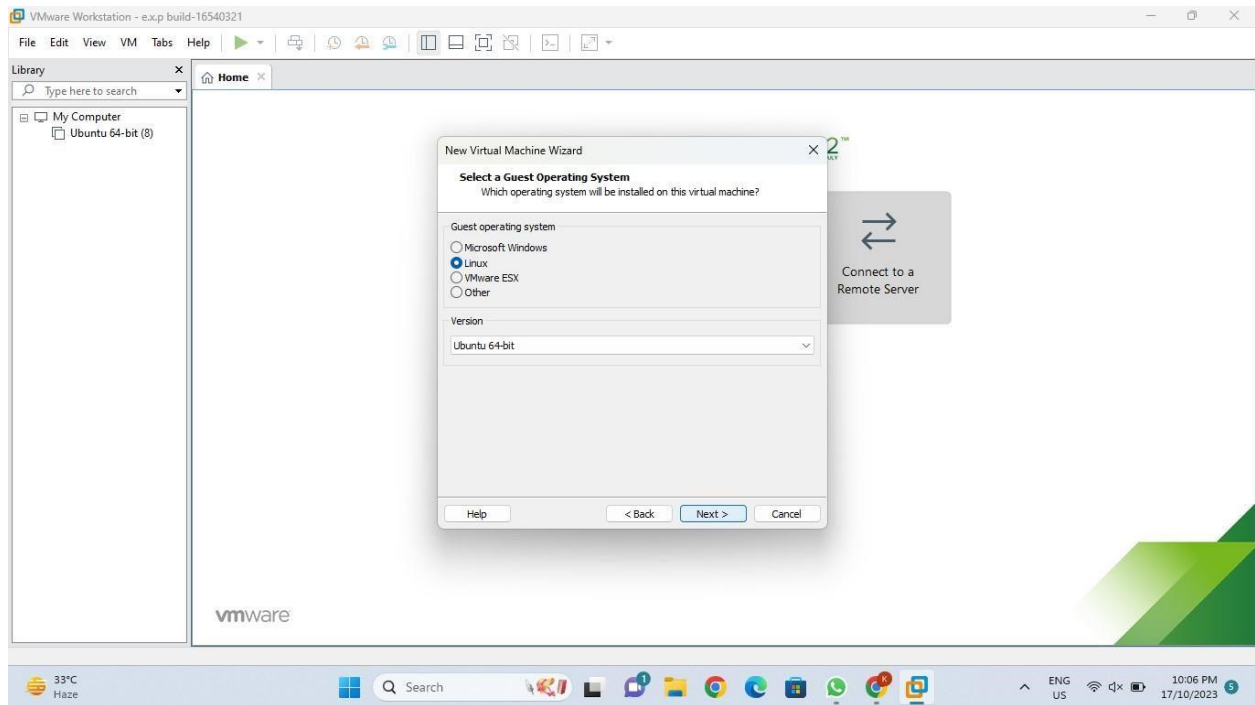 VMware Workstation - e.x.p build-16540321
File Edit View VM Tabs Help
Library
Home
Type here to search
My Computer
Ubuntu 64-bit (8)
2™
New Virtual Machine Wizard
Select a Guest Operating System
Which operating system will be installed on this virtual machine?
Guest operating system
Microsoft Windows
Linux
VMware ESX
Other
Version
Ubuntu 64-bit
Help
< Back
Next >
Cancel
Connect to a
Remote Server
vmware
33°C
Haze
Search
1
K
ENG
US
10:06 PM
17/10/2023
5